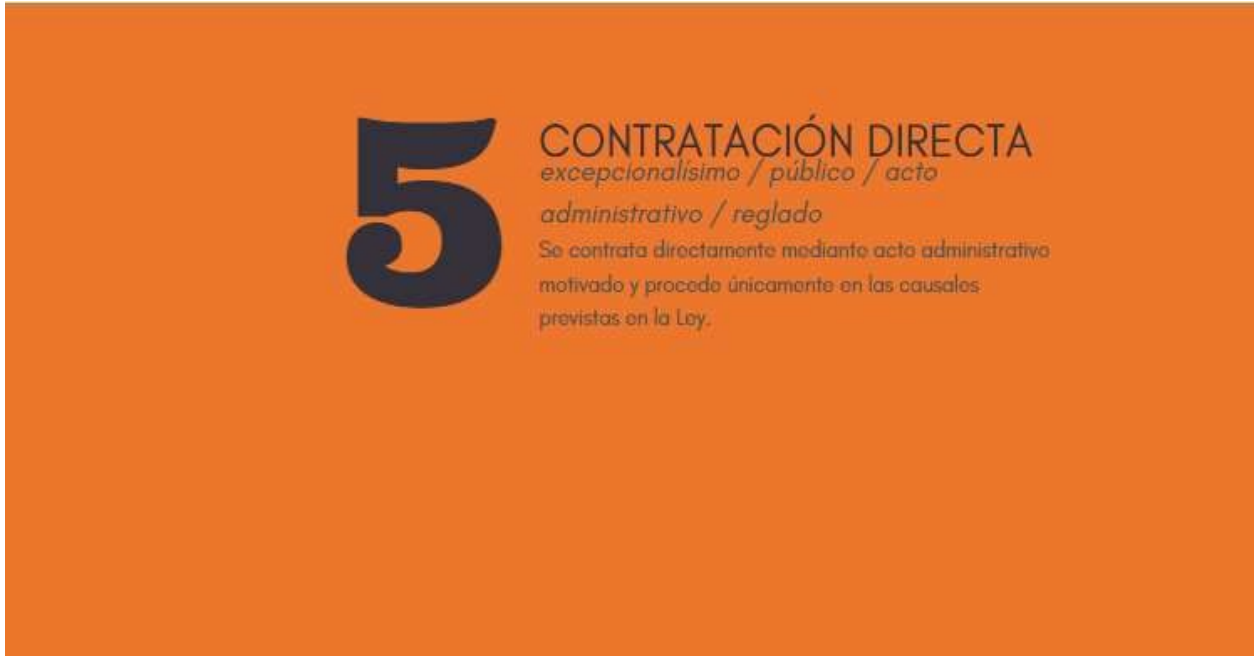 5
CONTRATACIÓN DIRECTA
excepcionalísimo / público / acto
administrativo / reglado
Se contrata directamente mediante acto administrativo
motivado y procede únicamente en las causales
previstas en la Ley.